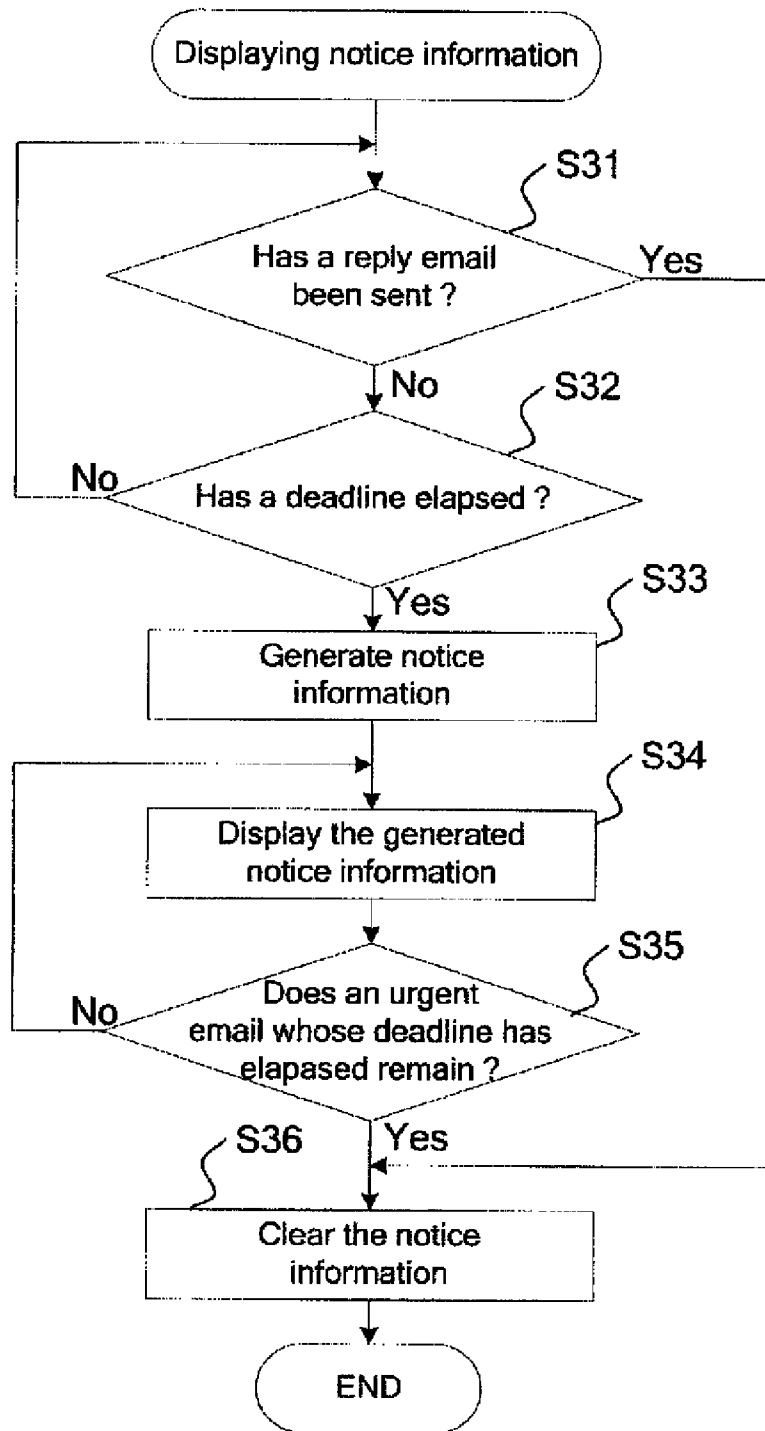 Displaying notice information
S31
Has a reply email
been sent ?
Yes
No
S32
Has a deadline elapsed ?
No
Yes
S33
Generate notice
information
S34
Display the generated
notice information
S35
Does an urgent
email whose deadline has
elapased remain ?
No
Yes
S36
Clear the notice
information
END